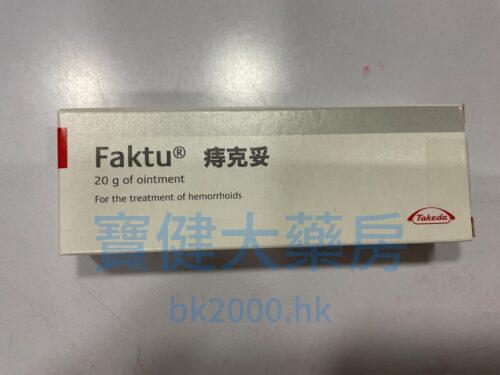 Faktu® 痔克妥
20 g of ointment
For the treatment of hemorrhoids
Takeda
寶健大藥房
bk2000.hk